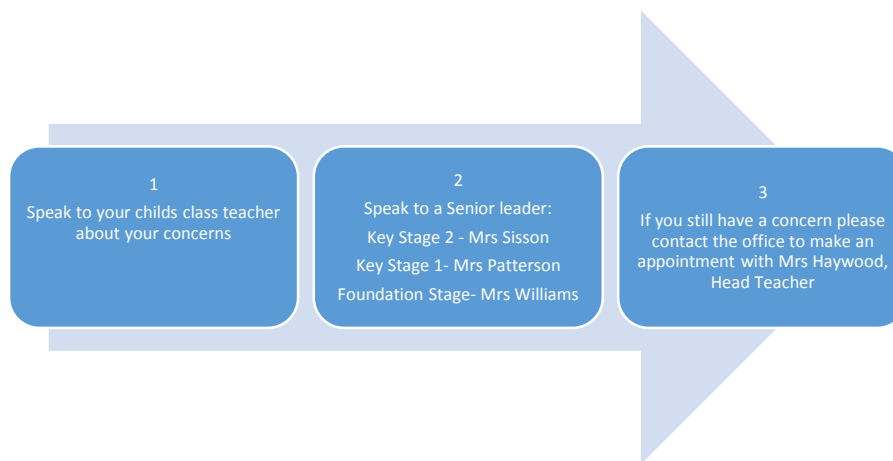 1
Speak to your childs class teacher
about your concerns
2
Speak to a Senior leader:
Key Stage 2 - Mrs Sisson
Key Stage 1- Mrs Patterson
Foundation Stage- Mrs Williams
3
If you still have a concern please
contact the office to make an
appointment with Mrs Haywood,
Head Teacher